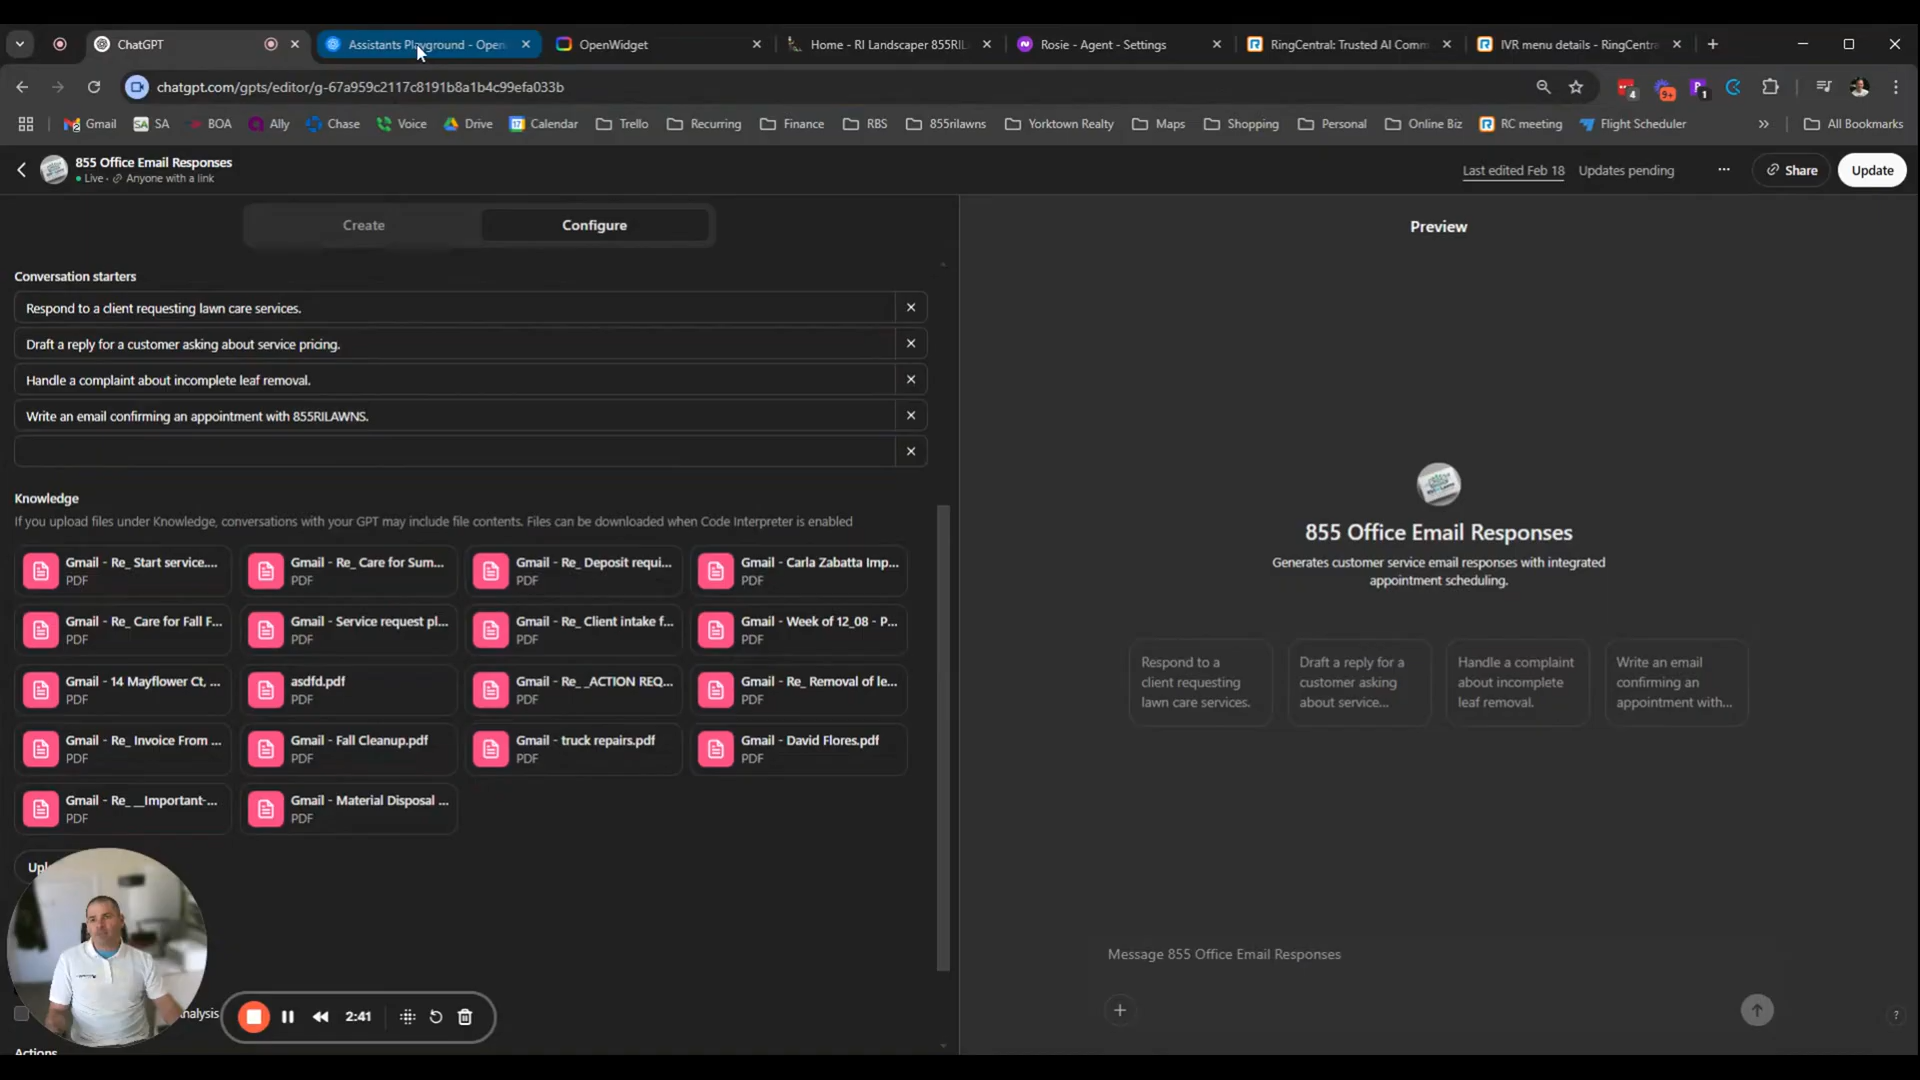 ChatGPT
Assistants Playground - Open
OpenWidget
Home - RI Landscaper 855RIL
Rosie - Agent - Settings
RingCentral: Trusted AI Comm
IVR menu details - RingCentra
chatgpt.com/gpts/editor/g-67a959c2117c8191b8a1b4c99efa033b
4
9+
1
Gmail
SA
SA
BOA
Ally
Chase
Voice
Drive
Calendar
Trello
Recurring
Finance
RBS
855rilawns
Yorktown Realty
Maps
Shopping
Personal
Online Biz
RC meeting
Flight Scheduler
All Bookmarks
855 Office Email Responses
Live · Anyone with a link
Last edited Feb 18
Updates pending
Share
Update
Create
Configure
Preview
Conversation starters
Respond to a client requesting lawn care services.
Draft a reply for a customer asking about service pricing.
Handle a complaint about incomplete leaf removal.
Write an email confirming an appointment with 855RILAWNS.
Knowledge
If you upload files under Knowledge, conversations with your GPT may include file contents. Files can be downloaded when Code Interpreter is enabled
Gmail - Re_ Start service....
PDF
Gmail - Re_ Care for Sum...
PDF
Gmail - Re_ Deposit requi...
PDF
Gmail - Carla Zabatta Imp...
PDF
Gmail - Re_ Care for Fall F...
PDF
Gmail - Service request pl...
PDF
Gmail - Re_ Client intake f...
PDF
Gmail - Week of 12_08 - P...
PDF
Gmail - 14 Mayflower Ct, ...
PDF
asdfd.pdf
PDF
Gmail - Re_ _ACTION REQ...
PDF
Gmail - Re_ Removal of le...
PDF
Gmail - Re_ Invoice From ...
PDF
Gmail - Fall Cleanup.pdf
PDF
Gmail - truck repairs.pdf
PDF
Gmail - David Flores.pdf
PDF
Gmail - Re_ __Important-...
PDF
Gmail - Material Disposal ...
PDF
Upl
nalysis
Actions
2:41
855 Office Email Responses
Generates customer service email responses with integrated
appointment scheduling.
Respond to a
client requesting
lawn care services.
Draft a reply for a
customer asking
about service...
Handle a complaint
about incomplete
leaf removal.
Write an email
confirming an
appointment with...
Message 855 Office Email Responses
?